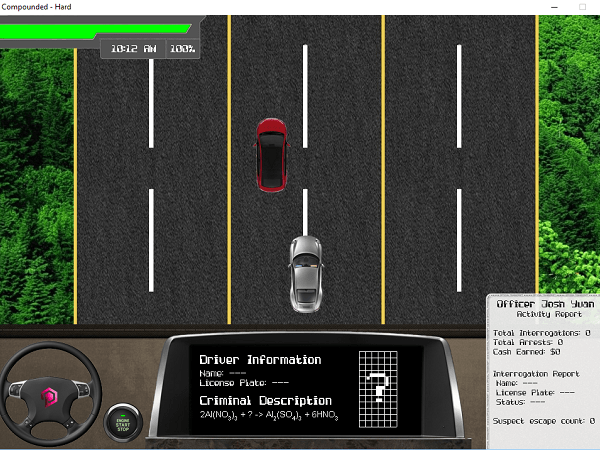 Compounded - Hard
10:12 AM 100%
Officer Josh Yuan
Activity Report
Total Interrogations: 0
Total Arrests: 0
Cash Earned: $0
Interrogation Report
Name: ---
License Plate: ---
Status: ---
Suspect escape count: 0
Driver Information
Name: ---
License Plate: ---
Criminal Description
2Al(NO₃)₃ + ? -> Al₂(SO₄)₃ + 6HNO₃
?
ENGINE
START
STOP